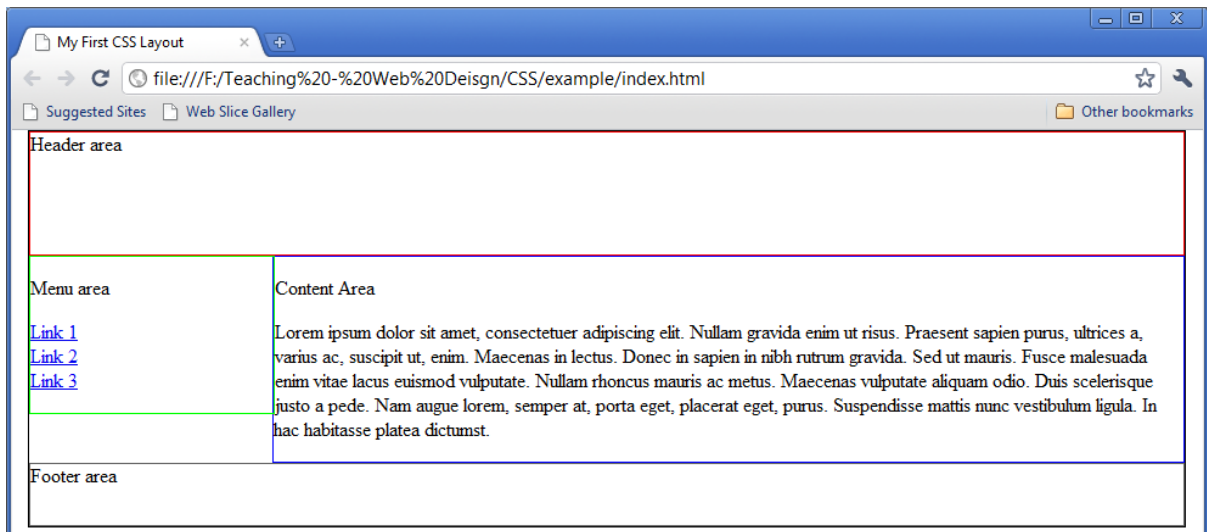 My First CSS Layout
file:///F:/Teaching%20-%20Web%20Deisgn/CSS/example/index.html
Suggested Sites Web Slice Gallery Other bookmarks
Header area
Menu area
Link 1
Link 2
Link 3
Content Area
Lorem ipsum dolor sit amet, consectetuer adipiscing elit. Nullam gravida enim ut risus. Praesent sapien purus, ultrices a,
varius ac, suscipit ut, enim. Maecenas in lectus. Donec in sapien in nibh rutrum gravida. Sed ut mauris. Fusce malesuada
enim vitae lacus euismod vulputate. Nullam rhoncus mauris ac metus. Maecenas vulputate aliquam odio. Duis scelerisque
justo a pede. Nam augue lorem, semper at, porta eget, placerat eget, purus. Suspendisse mattis nunc vestibulum ligula. In
hac habitasse platea dictumst.
Footer area